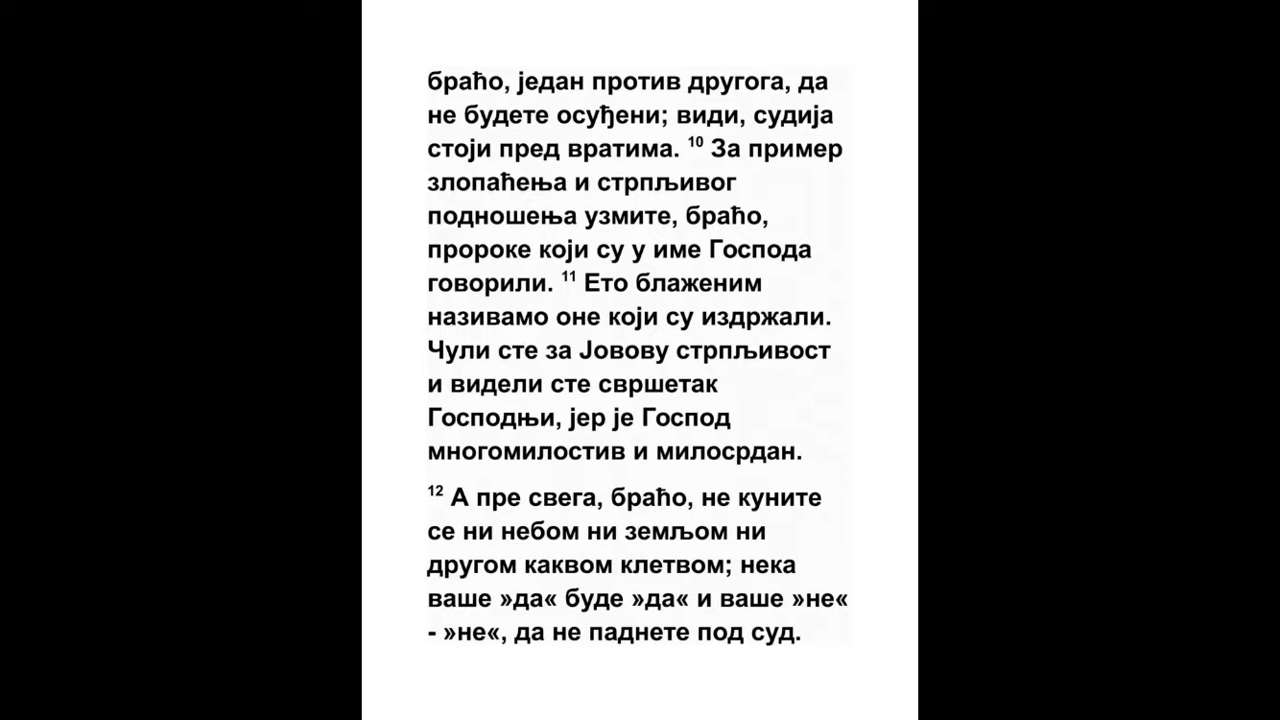 браћо, један против другога, да
не будете осуђени; види, судија
стоји пред вратима. 10 За пример
злопаћења и стрпљивог
подношења узмите, браћо,
пророке који су у име Господа
говорили. 11 Ето блаженим
називамо оне који су издржали.
Чули сте за Јовову стрпљивост
и видели сте свршетак
Господњи, јер је Господ
многомилостив и милосрдан.
12 А пре свега, браћо, не куните
се ни небом ни земљом ни
другом каквом клетвом; нека
ваше »да« буде »да« и ваше »не«
- »не«, да не паднете под суд.